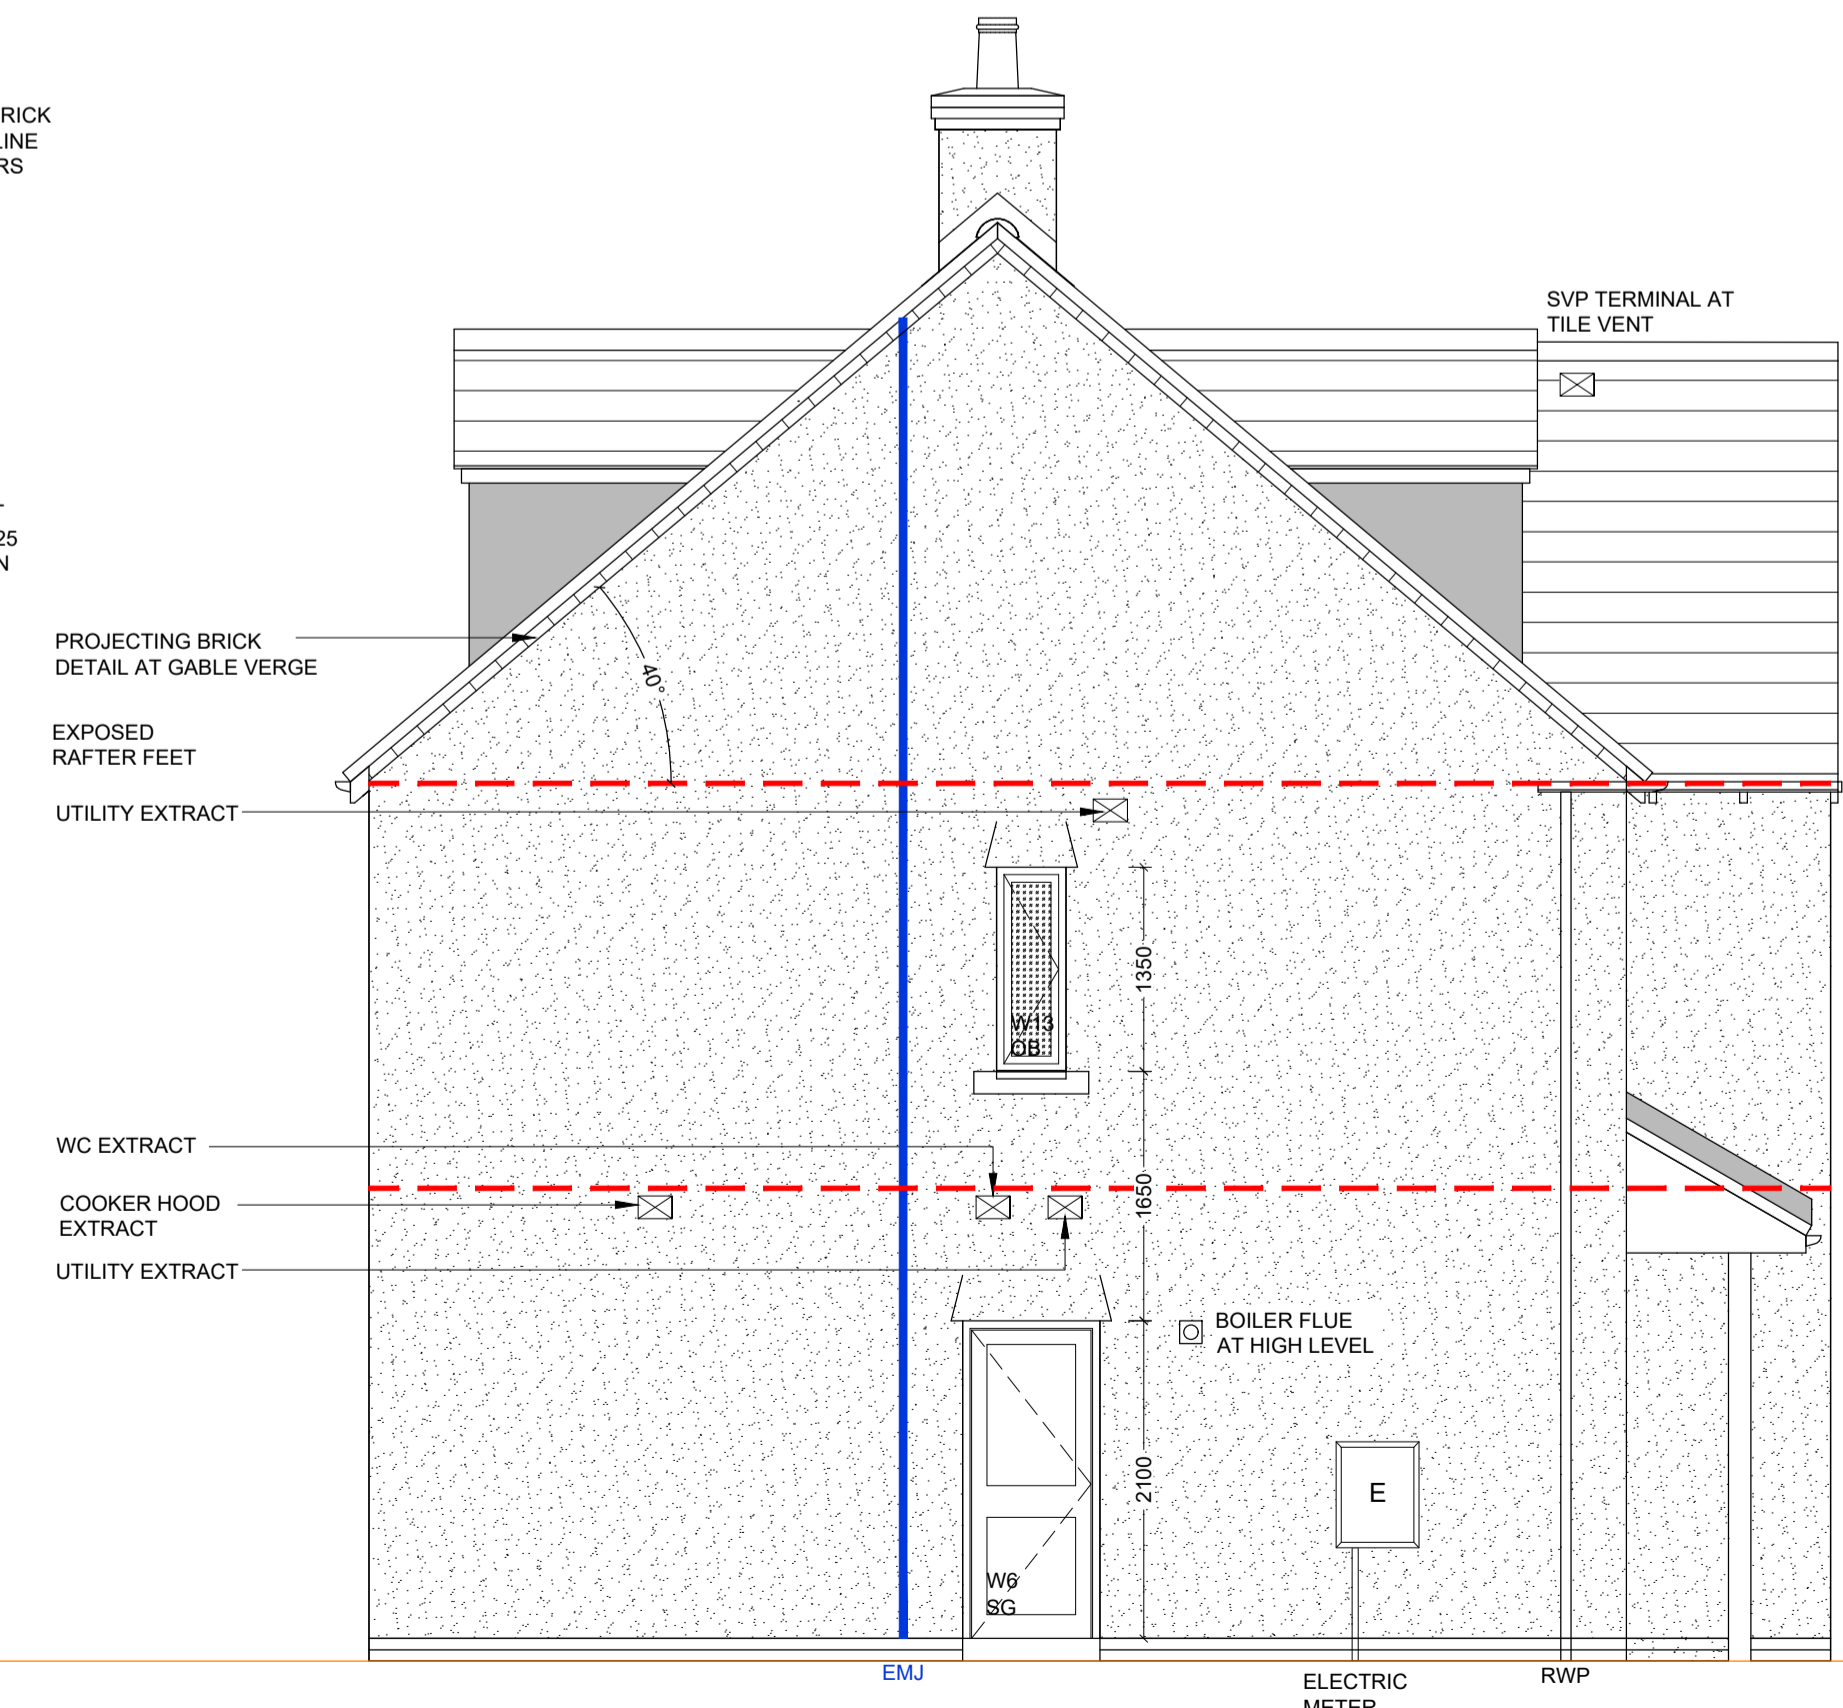 RICK
LINE
RS
SVP TERMINAL AT
TILE VENT
25
N
PROJECTING BRICK
DETAIL AT GABLE VERGE
40°
EXPOSED
RAFTER FEET
UTILITY EXTRACT
1350
W13
OB
WC EXTRACT
1650
COOKER HOOD
EXTRACT
UTILITY EXTRACT
BOILER FLUE
AT HIGH LEVEL
2100
E
W6
SG
EMJ
ELECTRIC
METER
RWP